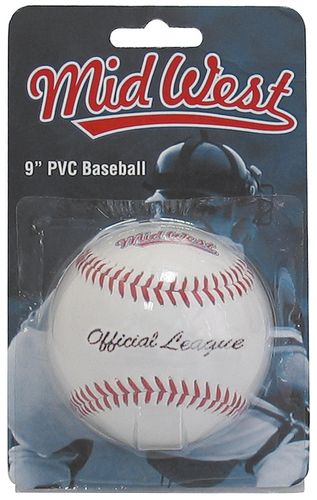 Mid West
9" PVC Baseball
Mid West
Official League